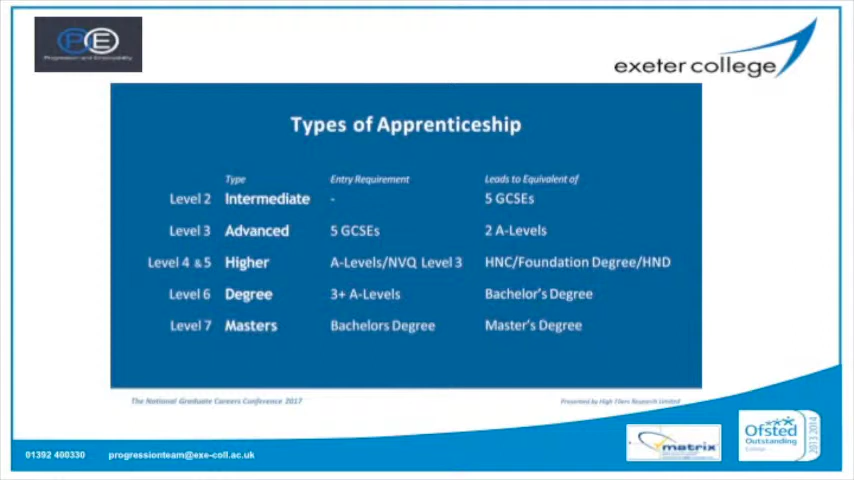 PE
Progression and Employability
exeter college
Types of Apprenticeship
Type Entry Requirement Leads to Equivalent of
Level 2 Intermediate - 5 GCSEs
Level 3 Advanced 5 GCSEs 2 A-Levels
Level 4 & 5 Higher A-Levels/NVQ Level 3 HNC/Foundation Degree/HND
Level 6 Degree 3+ A-Levels Bachelor's Degree
Level 7 Masters Bachelors Degree Master's Degree
The National Graduate Careers Conference 2017 Presented by High Fliers Research Limited
01392 400330 progressionteam@exe-coll.ac.uk
matrix
Ofsted
Outstanding
College
2013 2014